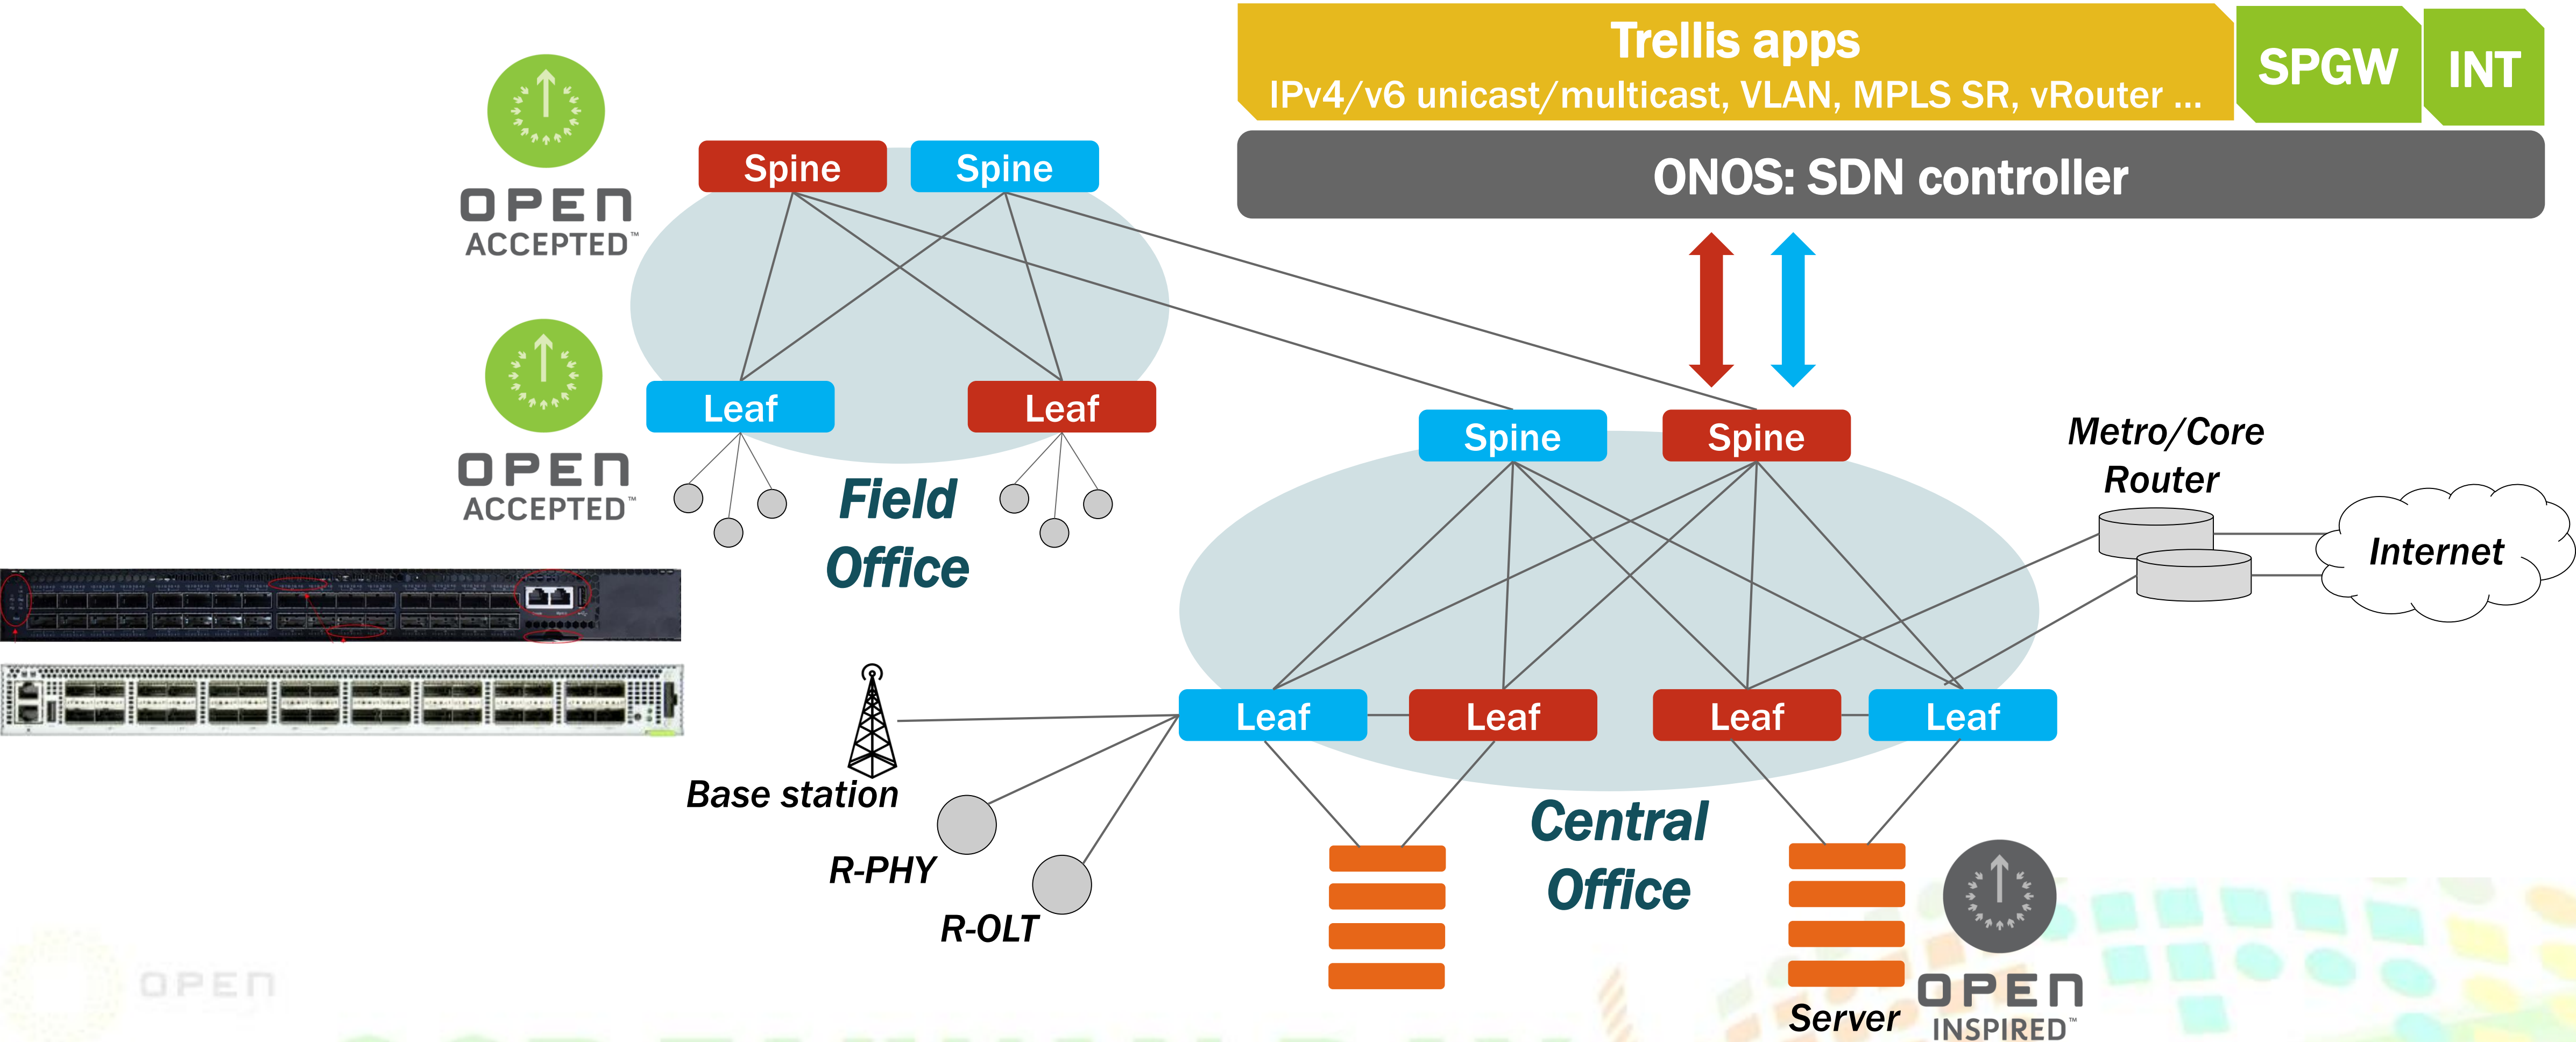 Trellis apps
IPv4/v6 unicast/multicast, VLAN, MPLS SR, vRouter ...
SPGW
INT
ONOS: SDN controller
OPEN
ACCEPTED™
Spine
Spine
OPEN
ACCEPTED™
Leaf
Leaf
Field
Office
Spine
Spine
Metro/Core
Router
Internet
Leaf
Leaf
Leaf
Leaf
Base station
R-PHY
R-OLT
Central
Office
Server
OPEN
INSPIRED™
OPEN